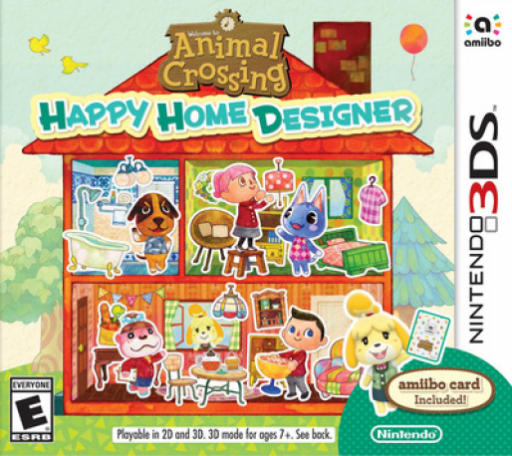 Welcome to
Animal
Crossing
HAPPY HOME DESIGNER
amiibo
NINTENDO 3DS™
amiibo card
Included!
EVERYONE
E
ESRB
Playable in 2D and 3D. 3D mode for ages 7+. See back.
Nintendo